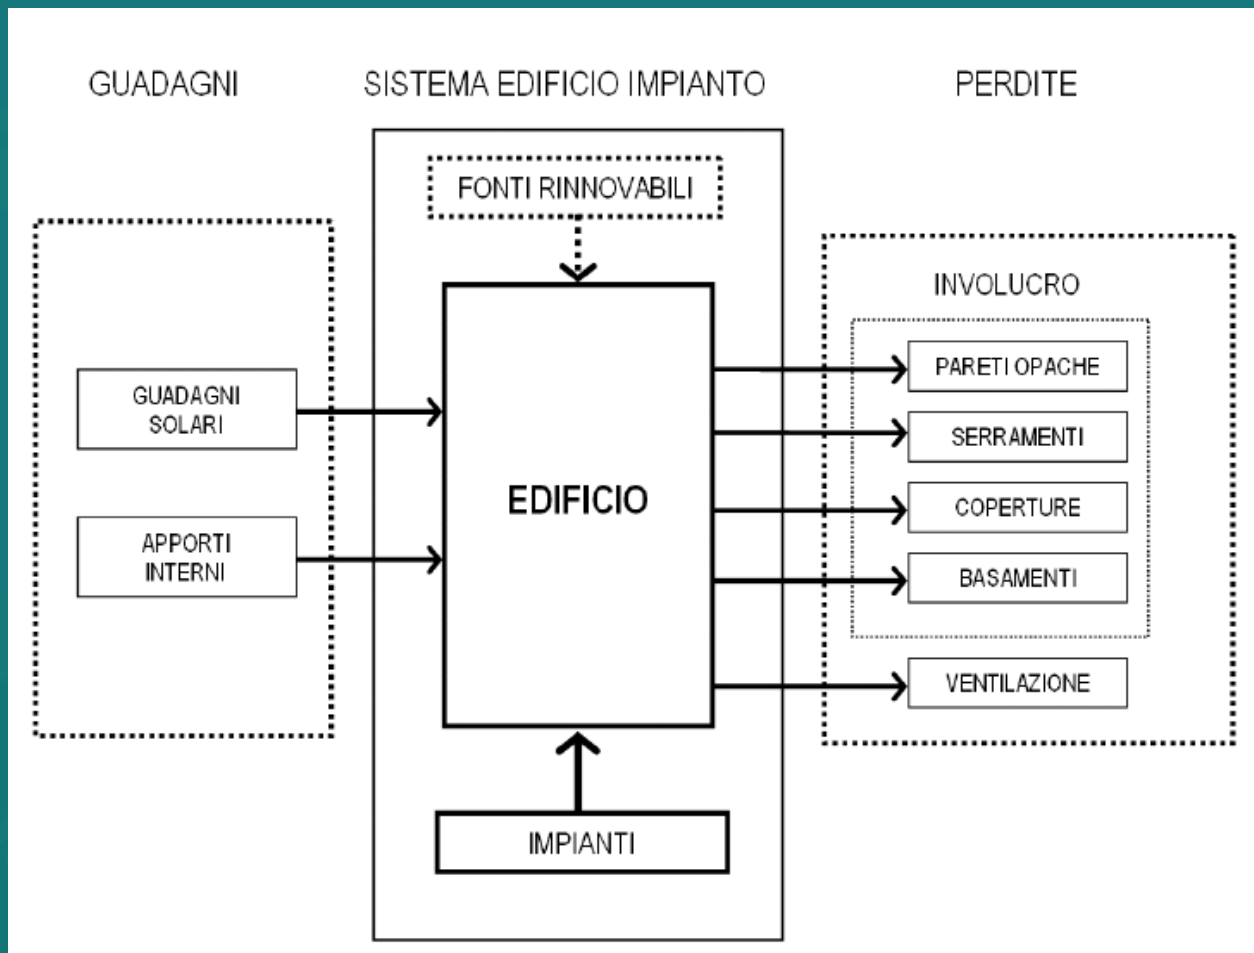 GUADAGNI
SISTEMA EDIFICIO IMPIANTO
PERDITE
FONTI RINNOVABILI
GUADAGNI
SOLARI
APPORTI
INTERNI
EDIFICIO
IMPIANTI
INVOLUCRO
PARETI OPACHE
SERRAMENTI
COPERTURE
BASAMENTI
VENTILAZIONE